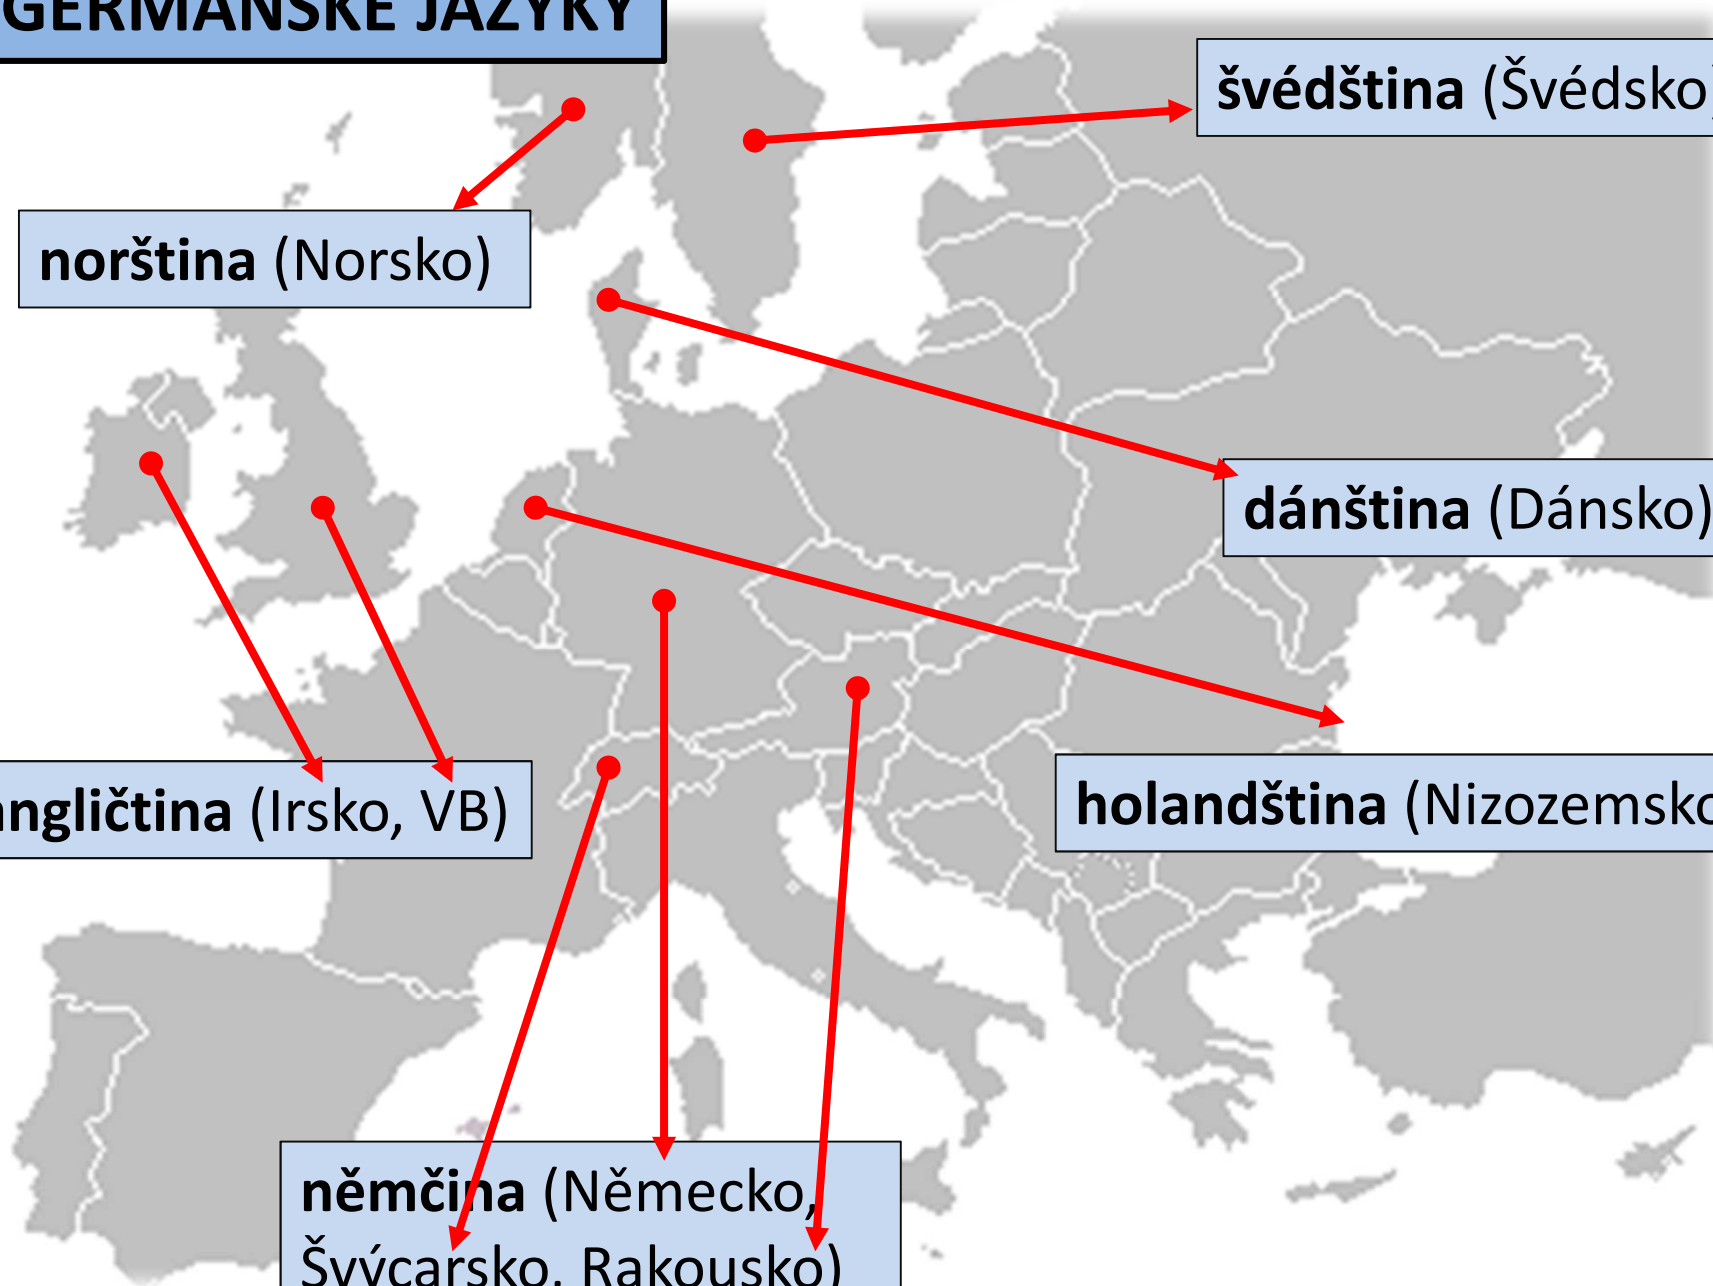 GERMÁNSKÉ JAZYKY
švédština (Švédsko)
norština (Norsko)
dánština (Dánsko)
angličtina (Irsko, VB)
holandština (Nizozemsko
němčina (Německo,
Švýcarsko, Rakousko)